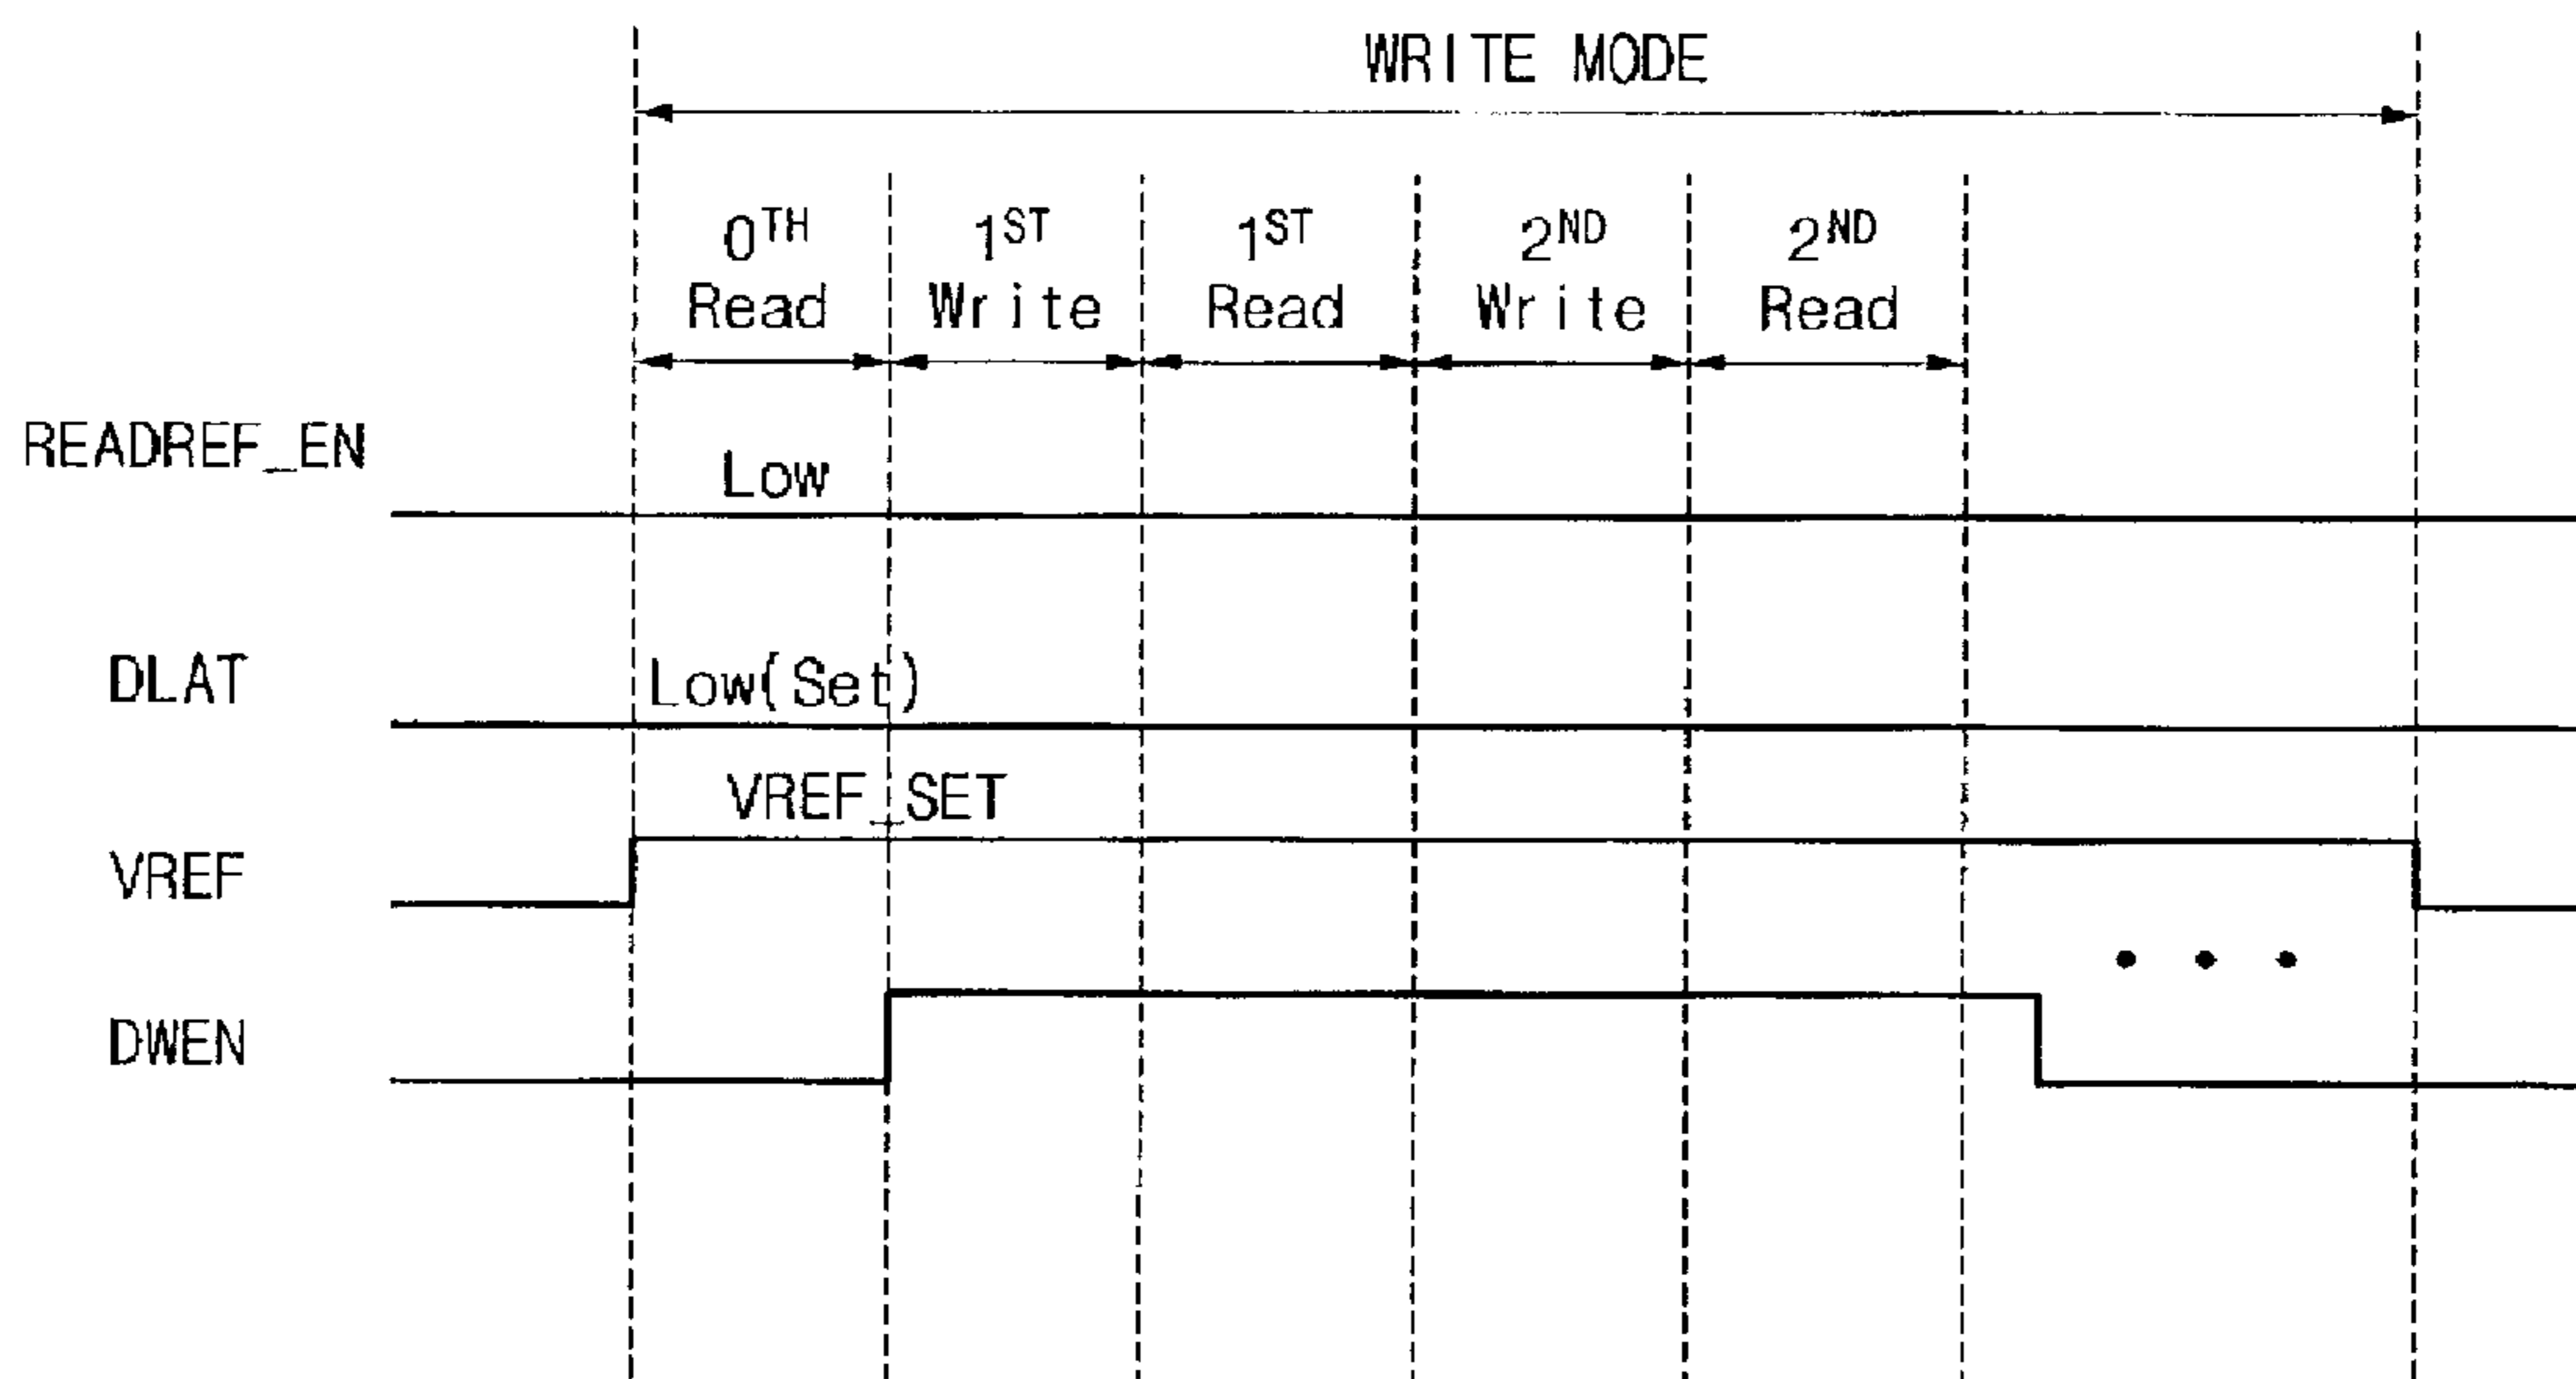 WRITE MODE
0TH Read
1ST Write
1ST Read
2ND Write
2ND Read
READREF_EN
Low
DLAT
Low(Set)
VREF_SET
VREF
DWEN